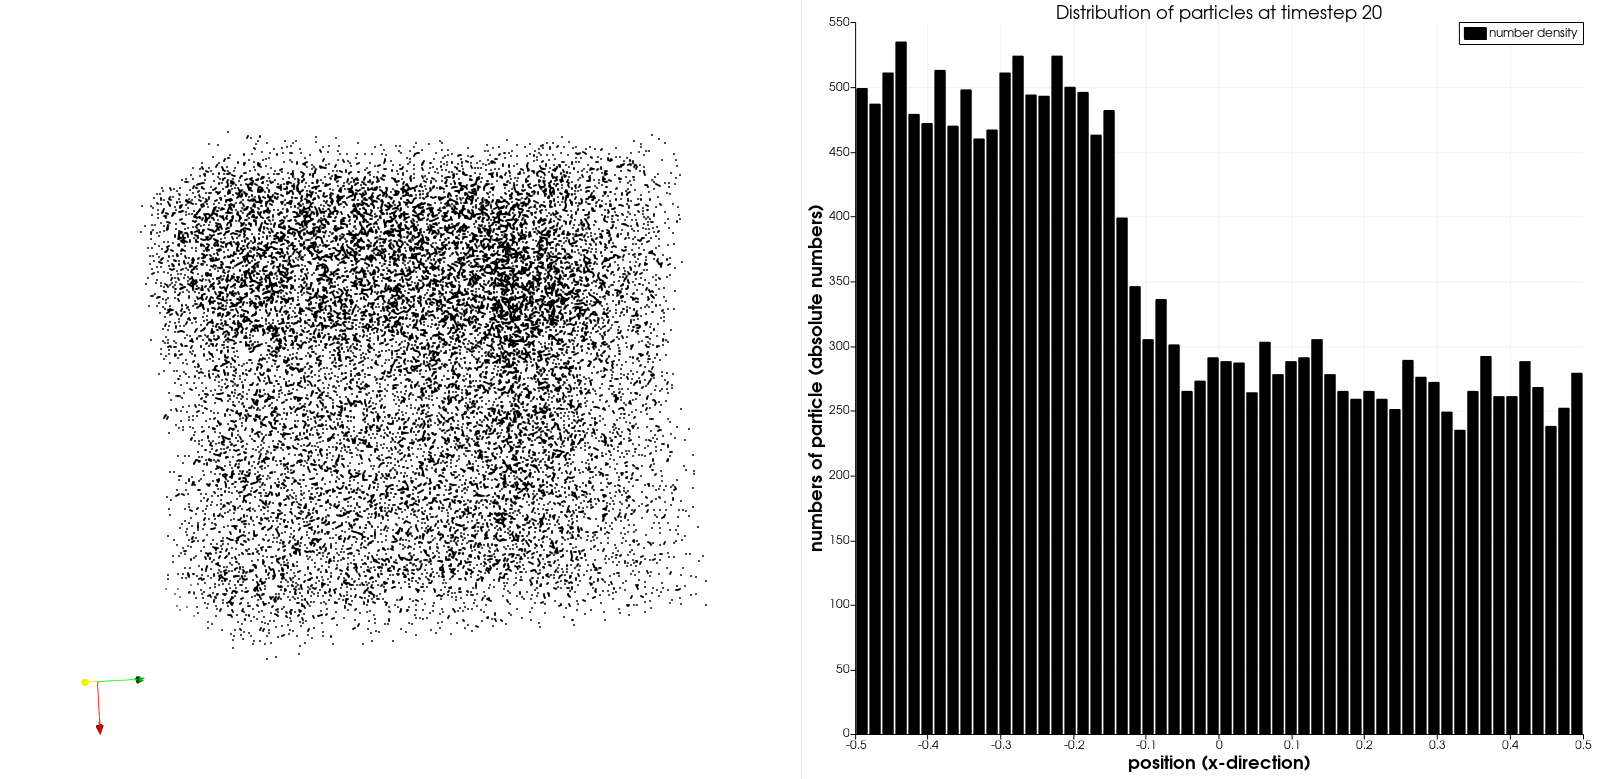 Distribution of particles at timestep 20
number density
numbers of particle (absolute numbers)
550
500
450
400
350
300
250
200
150
100
50
0
-0.5 -0.4 -0.3 -0.2 -0.1 0 0.1 0.2 0.3 0.4 0.5
position (x-direction)